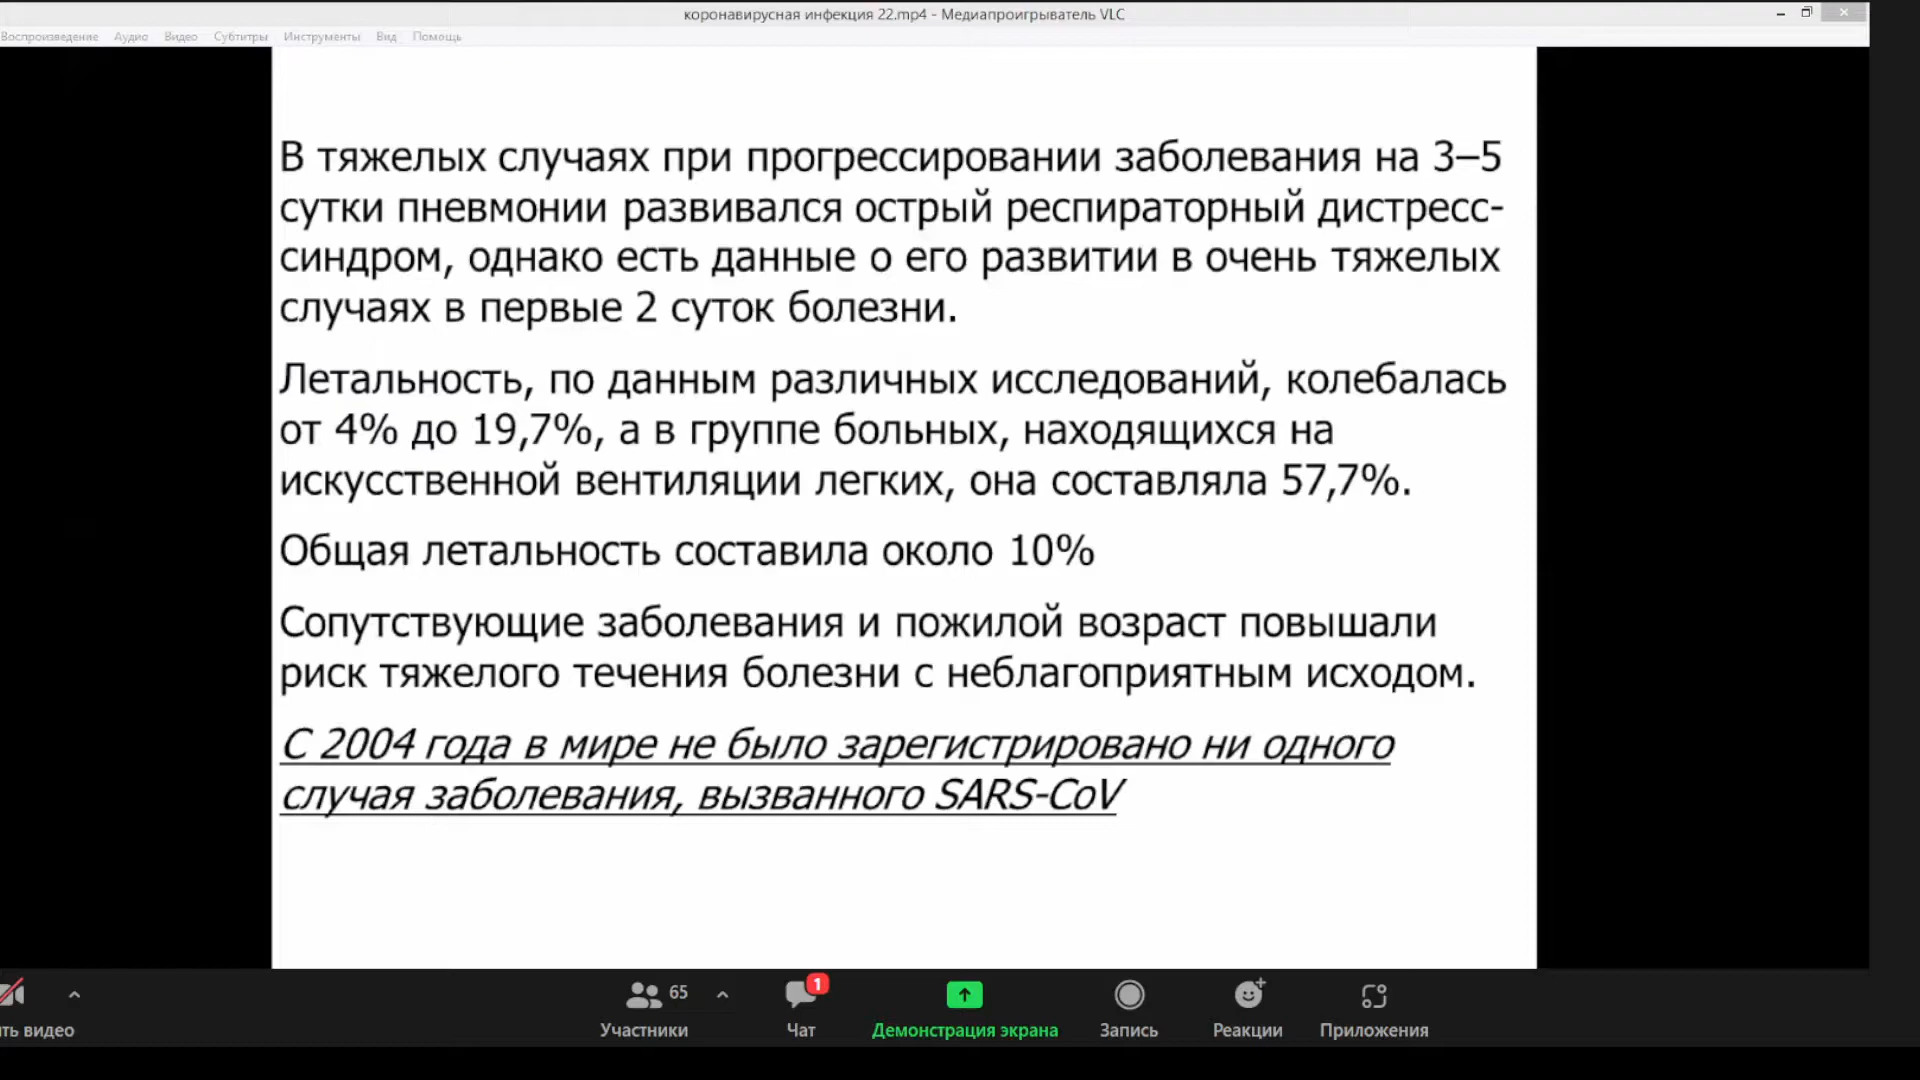 коронавирусная инфекция 22.mp4 - Медиапроигрыватель VLC
Воспроизведение Аудио Видео Субтитры Инструменты Вид Помощь
В тяжелых случаях при прогрессировании заболевания на 3–5
сутки пневмонии развивался острый респираторный дистресс-
синдром, однако есть данные о его развитии в очень тяжелых
случаях в первые 2 суток болезни.
Летальность, по данным различных исследований, колебалась
от 4% до 19,7%, а в группе больных, находящихся на
искусственной вентиляции легких, она составляла 57,7%.
Общая летальность составила около 10%
Сопутствующие заболевания и пожилой возраст повышали
риск тяжелого течения болезни с неблагоприятным исходом.
С 2004 года в мире не было зарегистрировано ни одного
случая заболевания, вызванного SARS-CoV
65
1
ть видео Участники Чат Демонстрация экрана Запись Реакции Приложения